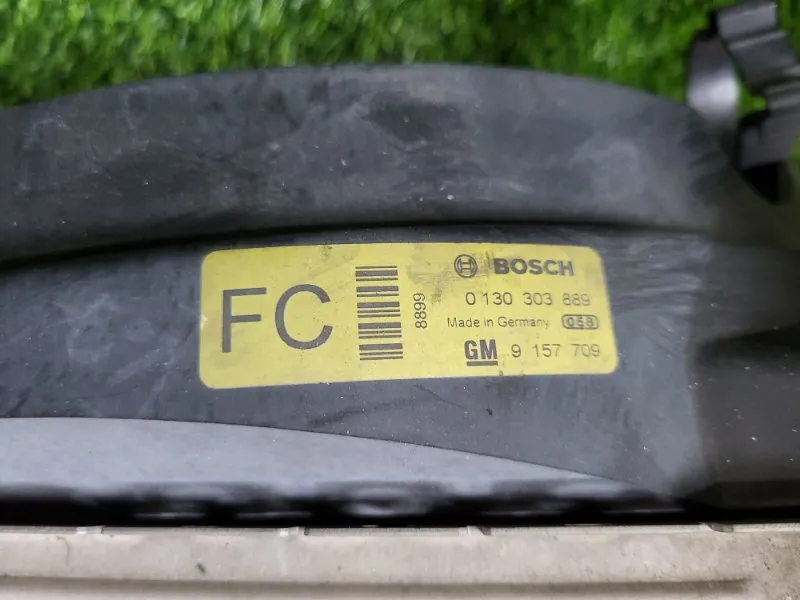 FC
8899
BOSCH
0 130 303 889
Made in Germany 058
GM 9 157 709